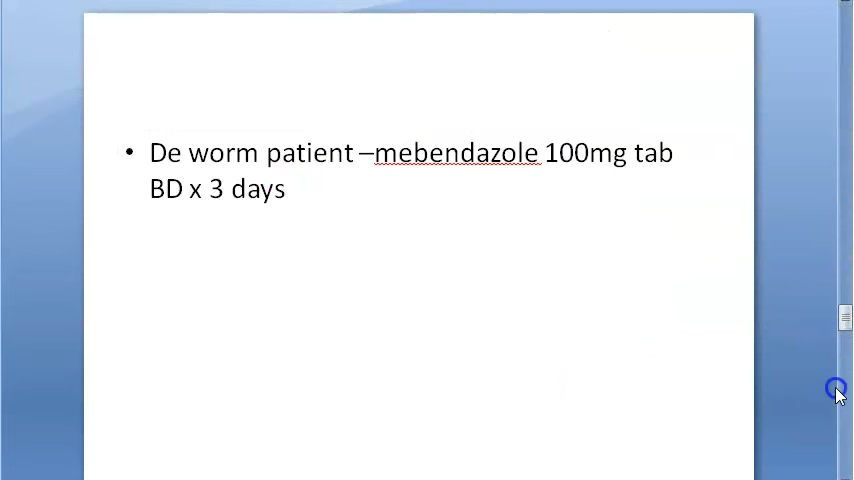 • De worm patient –mebendazole 100mg tab
BD x 3 days